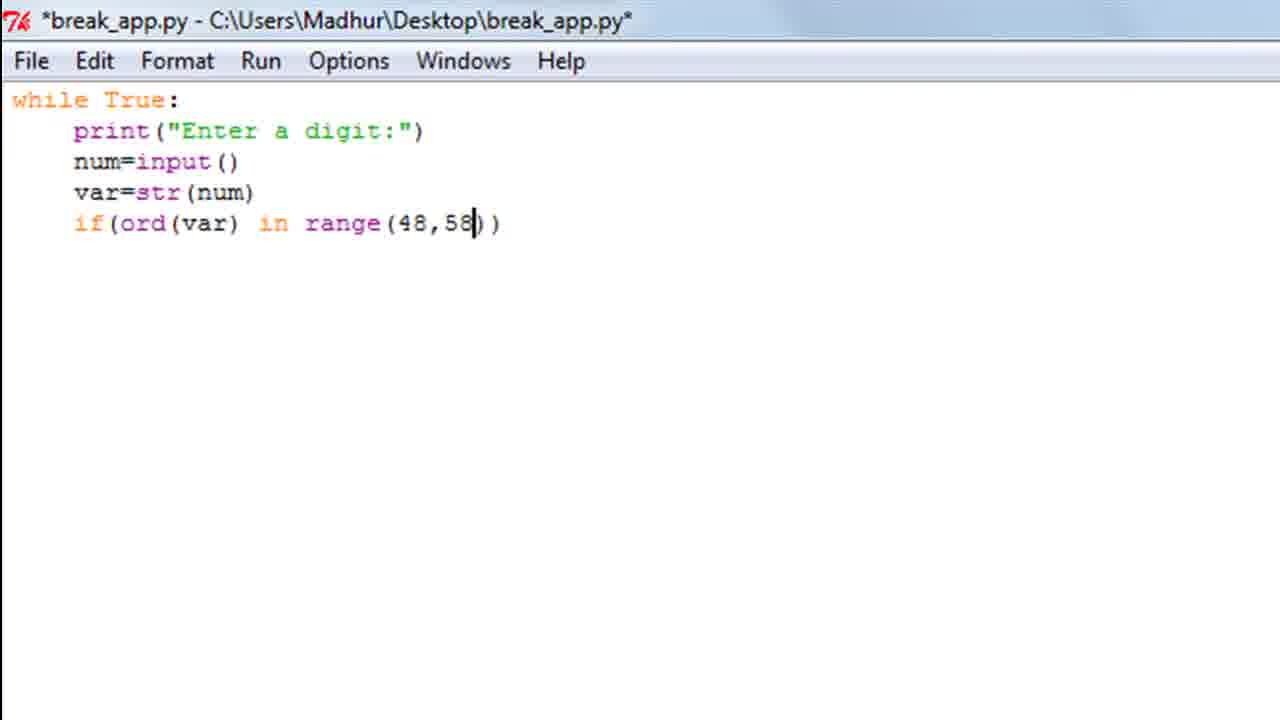 *break_app.py - C:\Users\Madhur\Desktop\break_app.py*
File Edit Format Run Options Windows Help
while True:
    print("Enter a digit:")
    num=input()
    var=str(num)
    if(ord(var) in range(48,58))